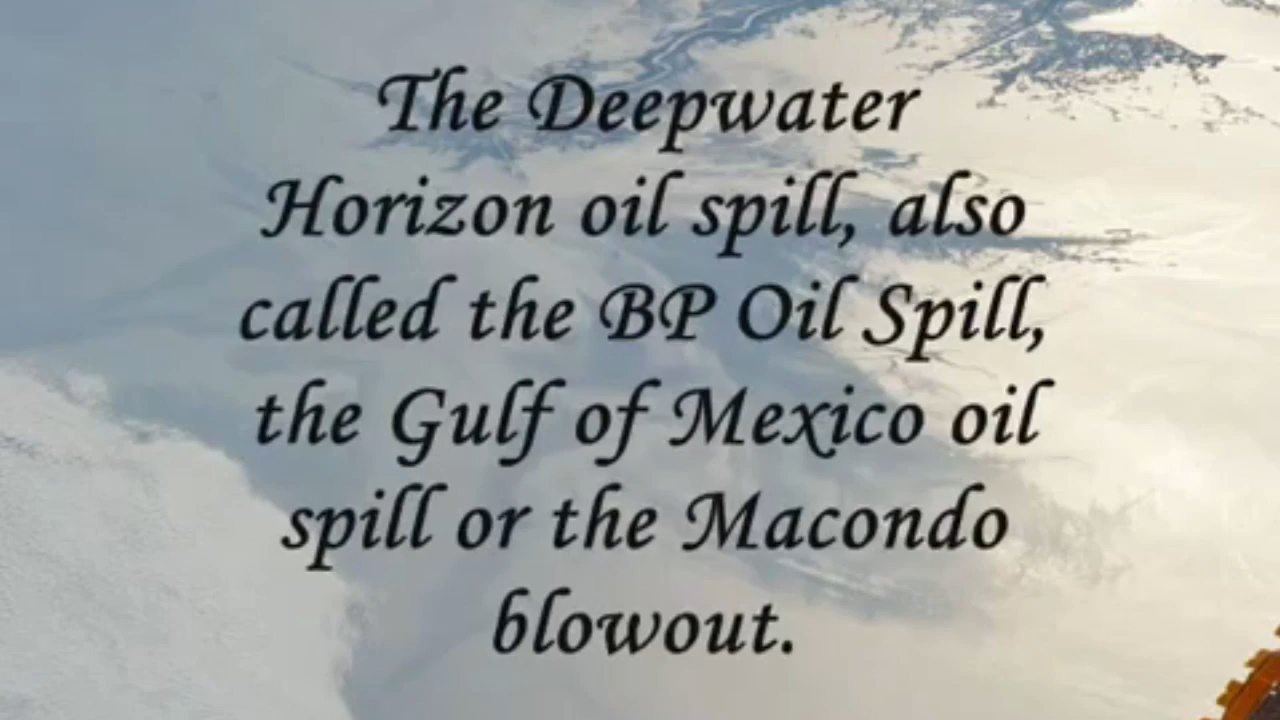 The Deepwater
Horizon oil spill, also
called the BP Oil Spill,
the Gulf of Mexico oil
spill or the Macondo
blowout.